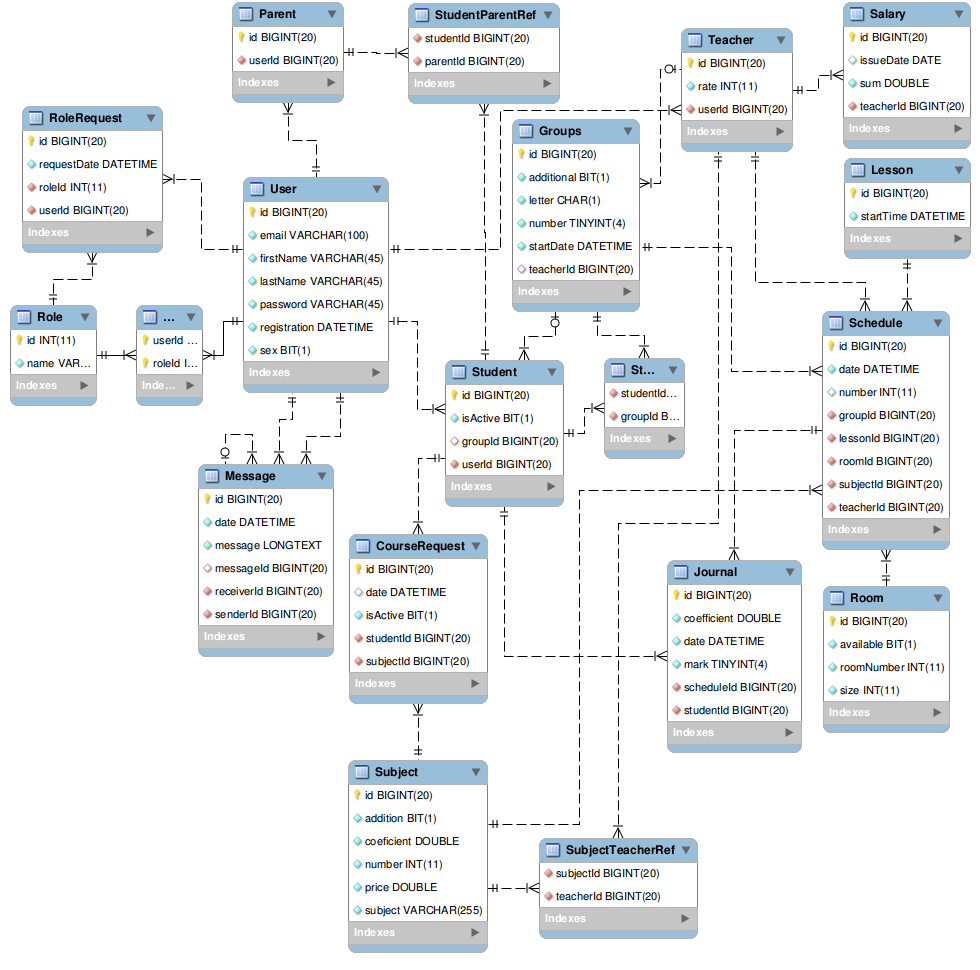 Parent
id BIGINT(20)
userId BIGINT(20)
Indexes
StudentParentRef
studentId BIGINT(20)
parentId BIGINT(20)
Indexes
Teacher
id BIGINT(20)
rate INT(11)
userId BIGINT(20)
Indexes
Salary
id BIGINT(20)
issueDate DATE
sum DOUBLE
teacherId BIGINT(20)
Indexes
RoleRequest
id BIGINT(20)
requestDate DATETIME
roleId INT(11)
userId BIGINT(20)
Indexes
Groups
id BIGINT(20)
additional BIT(1)
letter CHAR(1)
number TINYINT(4)
startDate DATETIME
teacherId BIGINT(20)
Indexes
Lesson
id BIGINT(20)
startTime DATETIME
Indexes
User
id BIGINT(20)
email VARCHAR(100)
firstName VARCHAR(45)
lastName VARCHAR(45)
password VARCHAR(45)
registration DATETIME
sex BIT(1)
Indexes
Role
id INT(11)
name VAR...
Indexes
...
userId ...
roleId I...
Inde...
Schedule
id BIGINT(20)
date DATETIME
number INT(11)
groupId BIGINT(20)
lessonId BIGINT(20)
roomId BIGINT(20)
subjectId BIGINT(20)
teacherId BIGINT(20)
Indexes
Student
id BIGINT(20)
isActive BIT(1)
groupId BIGINT(20)
userId BIGINT(20)
Indexes
St...
studentId...
groupId B...
Indexes
Message
id BIGINT(20)
date DATETIME
message LONGTEXT
messageId BIGINT(20)
receiverId BIGINT(20)
senderId BIGINT(20)
Indexes
CourseRequest
id BIGINT(20)
date DATETIME
isActive BIT(1)
studentId BIGINT(20)
subjectId BIGINT(20)
Indexes
Journal
id BIGINT(20)
coefficient DOUBLE
date DATETIME
mark TINYINT(4)
scheduleId BIGINT(20)
studentId BIGINT(20)
Indexes
Room
id BIGINT(20)
available BIT(1)
roomNumber INT(11)
size INT(11)
Indexes
Subject
id BIGINT(20)
addition BIT(1)
coeficient DOUBLE
number INT(11)
price DOUBLE
subject VARCHAR(255)
Indexes
SubjectTeacherRef
subjectId BIGINT(20)
teacherId BIGINT(20)
Indexes